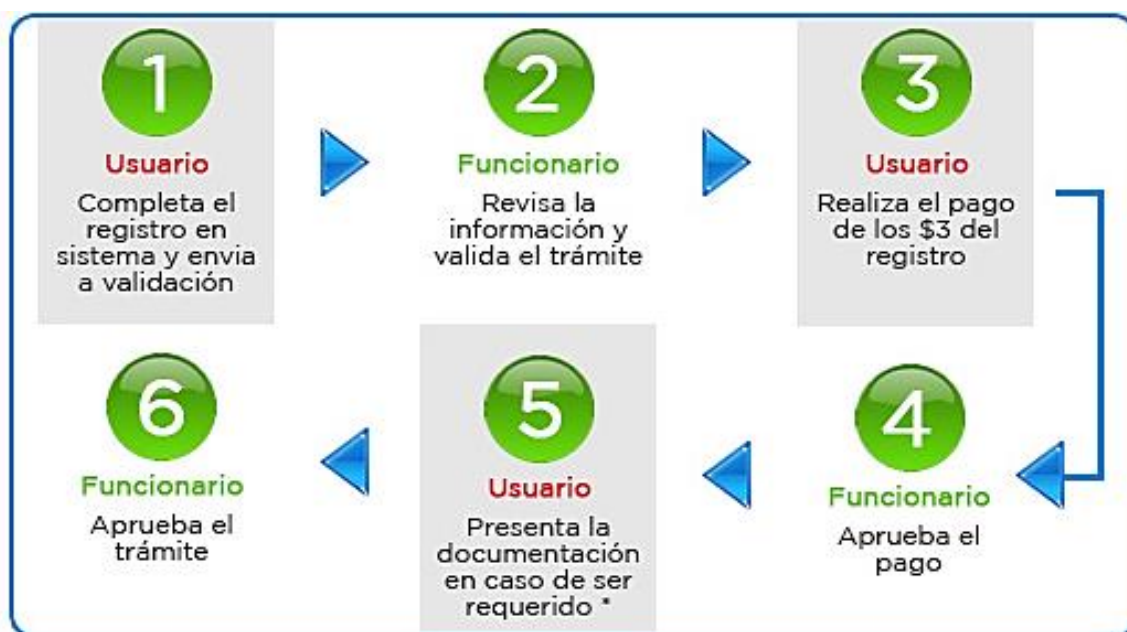 1
Usuario
Completa el
registro en
sistema y envia
a validación
2
Funcionario
Revisa la
información y
valida el trámite
3
Usuario
Realiza el pago
de los $3 del
registro
4
Funcionario
Aprueba el
pago
5
Usuario
Presenta la
documentación
en caso de ser
requerido *
6
Funcionario
Aprueba el
trámite